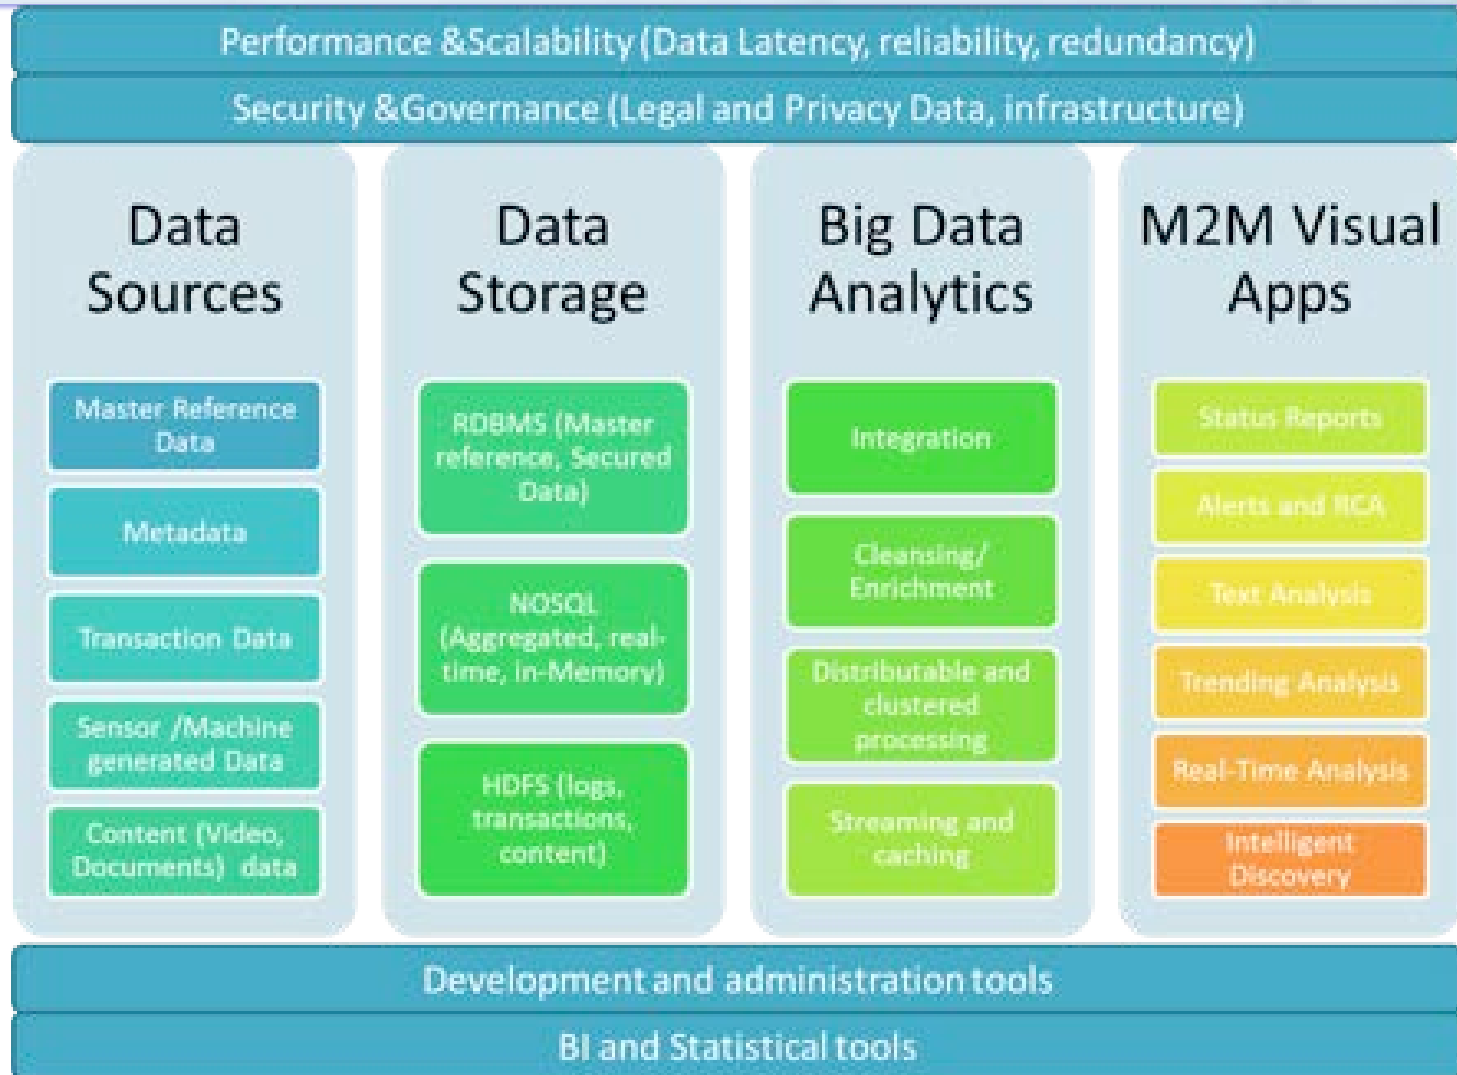 Performance &Scalability (Data Latency, reliability, redundancy)
Security &Governance (Legal and Privacy Data, infrastructure)
Data
Sources
Master Reference
Data
Metadata
Transaction Data
Sensor /Machine
generated Data
Content (Video,
Documents) data
Data
Storage
RDBMS (Master
reference, Secured
Data)
NOSQL
(Aggregated, real-
time, in-Memory)
HDFS (logs,
transactions,
content)
Big Data
Analytics
Integration
Cleansing/
Enrichment
Distributable and
clustered
processing
Streaming and
caching
M2M Visual
Apps
Status Reports
Alerts and RCA
Text Analysis
Trending Analysis
Real-Time Analysis
Intelligent
Discovery
Development and administration tools
BI and Statistical tools